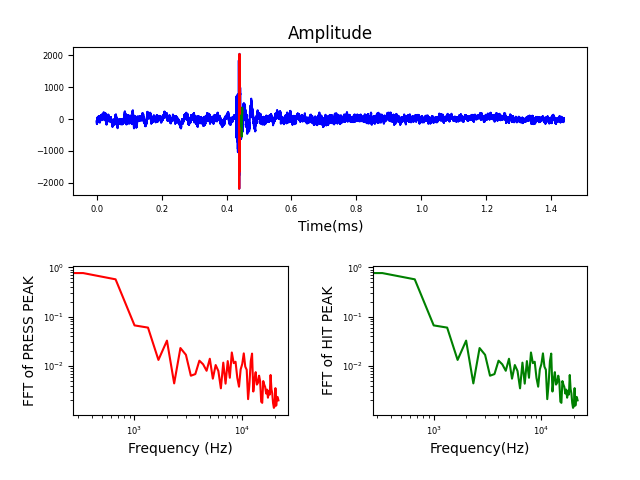 Amplitude
2000
1000
0
−1000
−2000
0.0 0.2 0.4 0.6 0.8 1.0 1.2 1.4
Time(ms)
FFT of PRESS PEAK
10⁰
10⁻¹
10⁻²
10³ 10⁴
Frequency (Hz)
FFT of HIT PEAK
10⁰
10⁻¹
10⁻²
10³ 10⁴
Frequency(Hz)